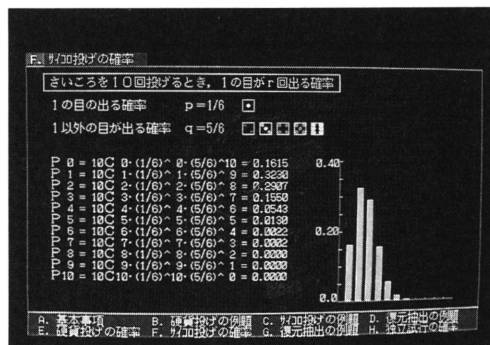 F. サイコロ投げの確率
さいころを10回投げるとき，1の目がr回出る確率
1の目の出る確率 p=1/6
1以外の目が出る確率 q=5/6
P 0 = 10C 0·(1/6)^ 0·(5/6)^10 = 0.1615
P 1 = 10C 1·(1/6)^ 1·(5/6)^ 9 = 0.3230
P 2 = 10C 2·(1/6)^ 2·(5/6)^ 8 = 0.2907
P 3 = 10C 3·(1/6)^ 3·(5/6)^ 7 = 0.1550
P 4 = 10C 4·(1/6)^ 4·(5/6)^ 6 = 0.0543
P 5 = 10C 5·(1/6)^ 5·(5/6)^ 5 = 0.0130
P 6 = 10C 6·(1/6)^ 6·(5/6)^ 4 = 0.0022
P 7 = 10C 7·(1/6)^ 7·(5/6)^ 3 = 0.0002
P 8 = 10C 8·(1/6)^ 8·(5/6)^ 2 = 0.0000
P 9 = 10C 9·(1/6)^ 9·(5/6)^ 1 = 0.0000
P10 = 10C10·(1/6)^10·(5/6)^ 0 = 0.0000
0.40
0.20
0.0
A. 基本事項 B. 硬貨投げの例題 C. サイコロ投げの例題 D. 復元抽出の例題
E. 硬貨投げの確率 F. サイコロ投げの確率 G. 復元抽出の例題 H. 独立試行の確率